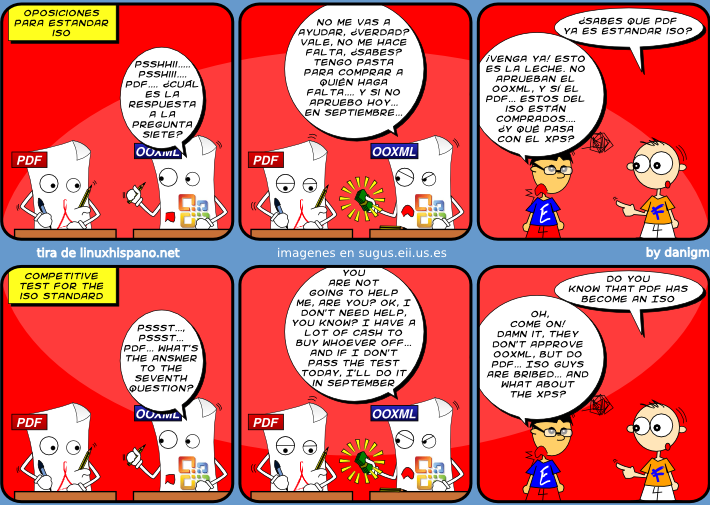 OPOSICIONES
PARA ESTANDAR
ISO
PSSHHII.....
PSSHIII....
PDF.... ¿CUÁL
ES LA
RESPUESTA
A LA
PREGUNTA
SIETE?
PDF
OOXML
NO ME VAS A
AYUDAR, ¿VERDAD?
VALE, NO ME HACE
FALTA, ¿SABES?
TENGO PASTA
PARA COMPRAR A
QUIÉN HAGA
FALTA.... Y SI NO
APRUEBO HOY...
EN SEPTIEMBRE...
PDF
OOXML
¿SABES QUE PDF
YA ES ESTANDAR ISO?
¡VENGA YA! ESTO
ES LA LECHE. NO
APRUEBAN EL
OOXML, Y SÍ EL
PDF... ESTOS DEL
ISO ESTÁN
COMPRADOS....
¿Y QUÉ PASA
CON EL XPS?
É
F
tira de linuxhispano.net
imagenes en sugus.eii.us.es
by danigm
COMPETITIVE
TEST FOR THE
ISO STANDARD
PSSST...,
PSSST...
PDF... WHAT'S
THE ANSWER
TO THE
SEVENTH
QUESTION?
PDF
OOXML
YOU
ARE NOT
GOING TO HELP
ME, ARE YOU? OK, I
DON'T NEED HELP,
YOU KNOW? I HAVE A
LOT OF CASH TO
BUY WHOEVER OFF...
AND IF I DON'T
PASS THE TEST
TODAY, I'LL DO IT
IN SEPTEMBER
PDF
OOXML
DO YOU
KNOW THAT PDF HAS
BECOME AN ISO
OH,
COME ON!
DAMN IT, THEY
DON'T APPROVE
OOXML, BUT DO
PDF... ISO GUYS
ARE BRIBED... AND
WHAT ABOUT
THE XPS?
É
F